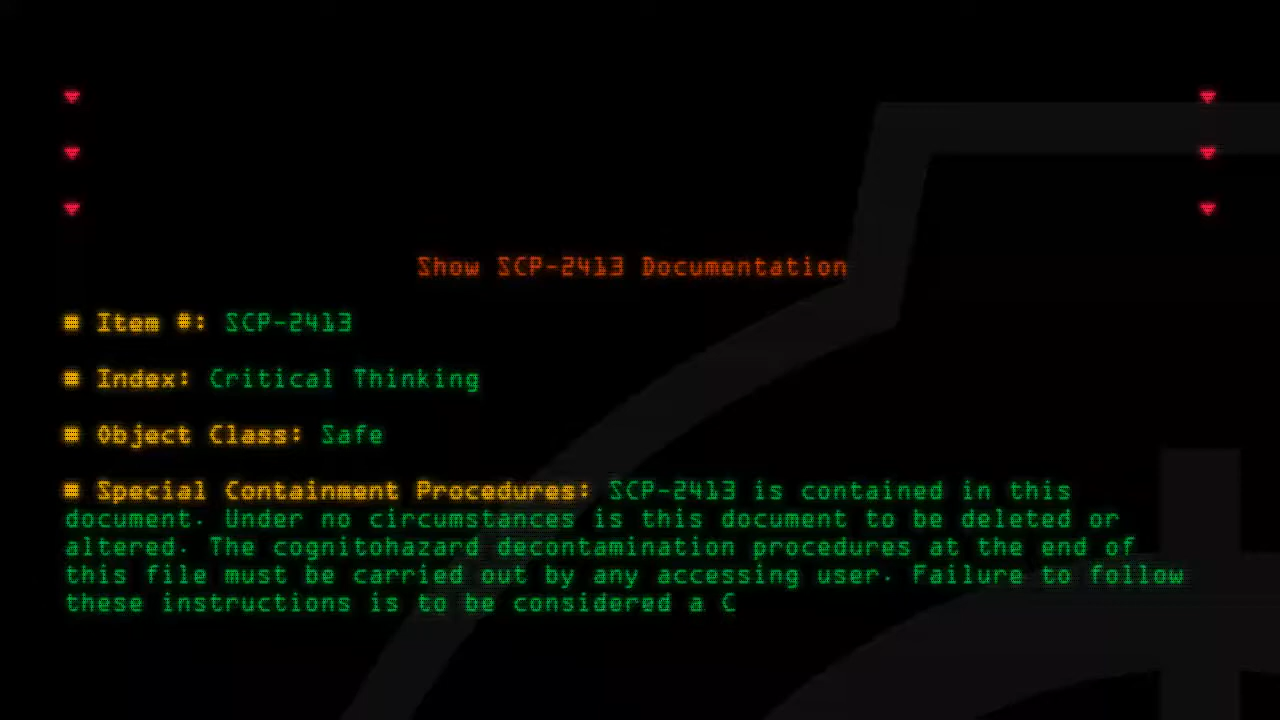 Show SCP-2413 Documentation
■ Item #: SCP-2413
■ Index: Critical Thinking
■ Object Class: Safe
■ Special Containment Procedures: SCP-2413 is contained in this
document. Under no circumstances is this document to be deleted or
altered. The cognitohazard decontamination procedures at the end of
this file must be carried out by any accessing user. Failure to follow
these instructions is to be considered a C